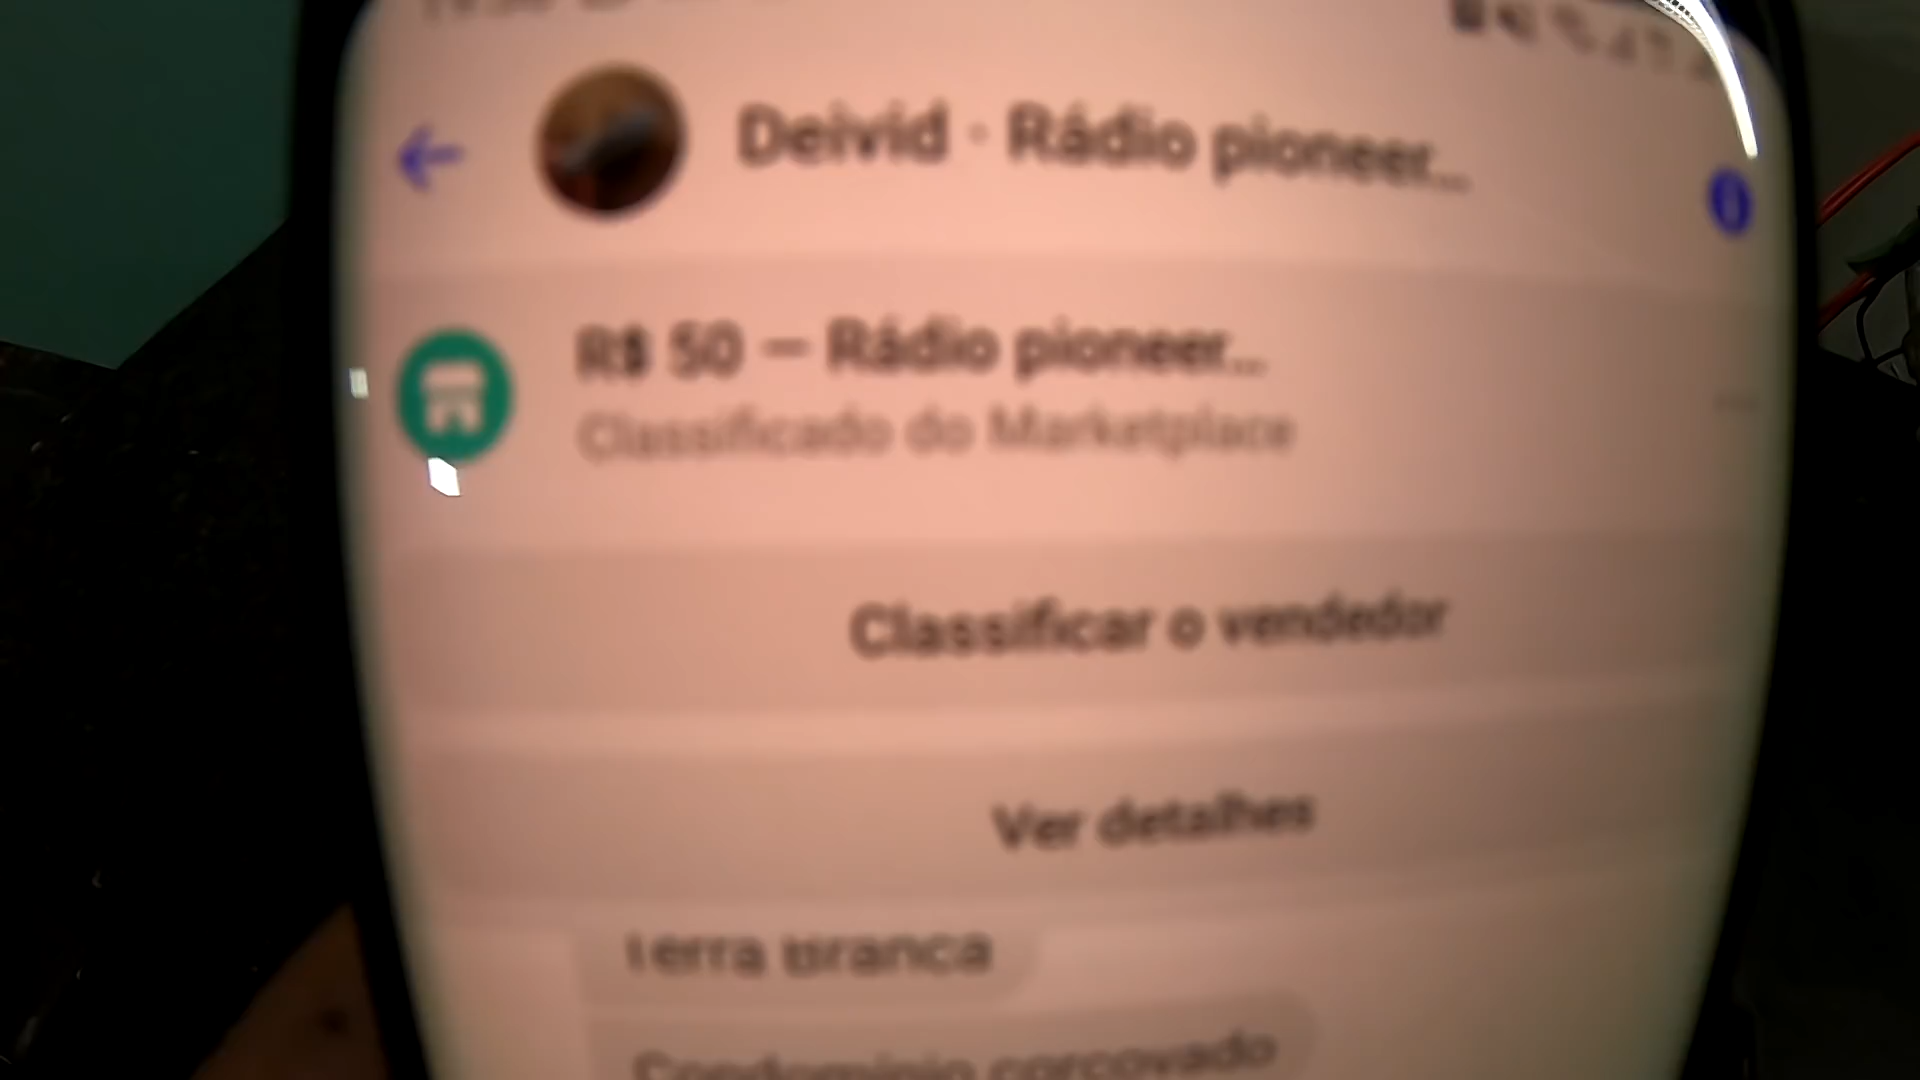 Deivid · Rádio pioneer...
R$ 50 — Rádio pioneer...
Classificado do Marketplace
Classificar o vendedor
Ver detalhes
Terra Branca
Condomínio corcovado